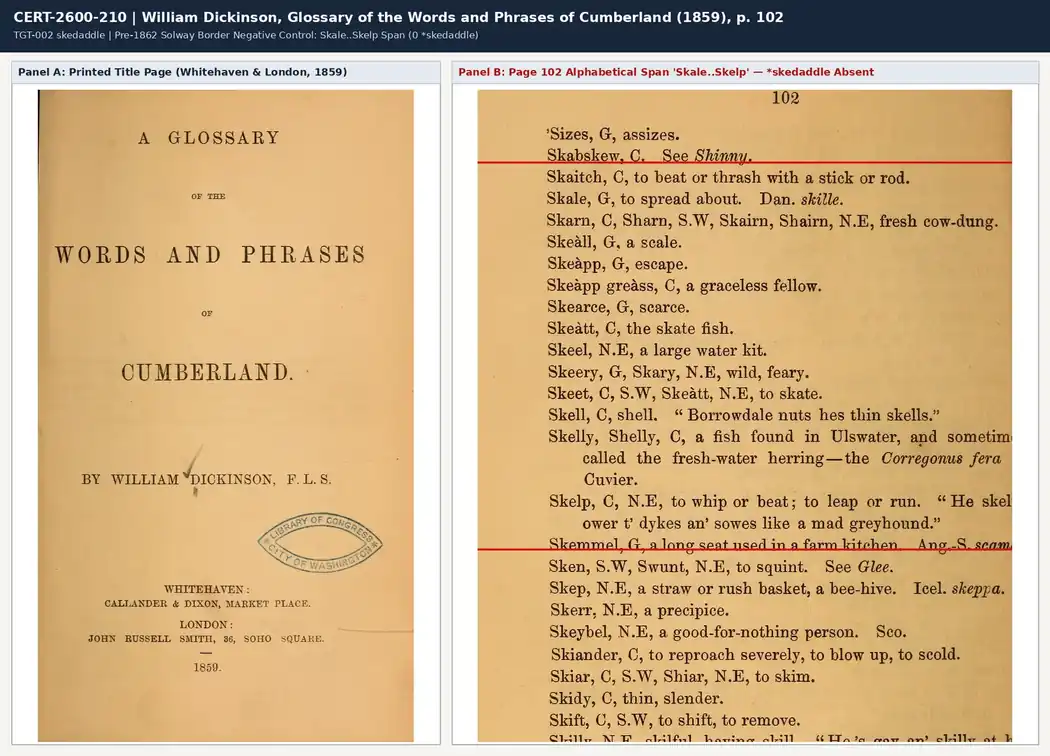 CERT-2600-210 | William Dickinson, Glossary of the Words and Phrases of Cumberland (1859), p. 102
TGT-002 skedaddle | Pre-1862 Solway Border Negative Control: Skale..Skelp Span (0 *skedaddle)
Panel A: Printed Title Page (Whitehaven & London, 1859)
A GLOSSARY
OF THE
WORDS AND PHRASES
OF
CUMBERLAND.
BY WILLIAM DICKINSON, F.L.S.
LIBRARY OF CONGRESS
CITY OF WASHINGTON
WHITEHAVEN:
CALLANDER & DIXON, MARKET PLACE.
LONDON:
JOHN RUSSELL SMITH, 36, SOHO SQUARE.
1859.
Panel B: Page 102 Alphabetical Span 'Skale..Skelp' — *skedaddle Absent
102
'Sizes, G, assizes.
Skabskew, C. See Shinny.
Skaitch, C, to beat or thrash with a stick or rod.
Skale, G, to spread about. Dan. skille.
Skarn, C, Sharn, S.W, Skairn, Shairn, N.E, fresh cow-dung.
Skeàll, G, a scale.
Skeàpp, G, escape.
Skeàpp greàss, C, a graceless fellow.
Skearce, G, scarce.
Skeàtt, C, the skate fish.
Skeel, N.E, a large water kit.
Skeery, G, Skary, N.E, wild, feary.
Skeet, C, S.W, Skeàtt, N.E, to skate.
Skell, C, shell. “Borrowdale nuts hes thin skells.”
Skelly, Shelly, C, a fish found in Ulswater, and sometim
called the fresh-water herring—the Corregonus fera
Cuvier.
Skelp, C, N.E, to whip or beat; to leap or run. “He skel
ower t' dykes an' sowes like a mad greyhound.”
Skemmel, G, a long seat used in a farm kitchen. Ang.-S. scam
Sken, S.W, Swunt, N.E, to squint. See Glee.
Skep, N.E, a straw or rush basket, a bee-hive. Icel. skeppa.
Skerr, N.E, a precipice.
Skeybel, N.E, a good-for-nothing person. Sco.
Skiander, C, to reproach severely, to blow up, to scold.
Skiar, C, S.W, Shiar, N.E, to skim.
Skidy, C, thin, slender.
Skift, C, S.W, to shift, to remove.
Skilly, N.E, skilful, having skill. “He's gay an' skilly at h